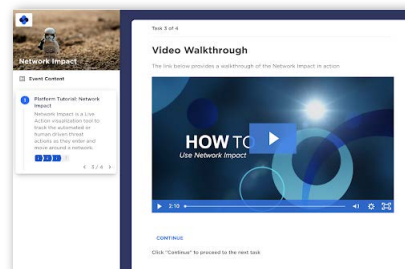 Network Impact
Event Content
Platform Tutorial: Network
Impact
Network Impact is a Live
Action visualization tool to
track the automated or
human driven threat
actions as they enter and
move around a network.
3 / 4
Task 3 of 4
Video Walkthrough
The link below provides a walkthrough of the Network Impact in action
HOW TO
Use Network Impact
2:10
CONTINUE
Click "Continue" to proceed to the next task